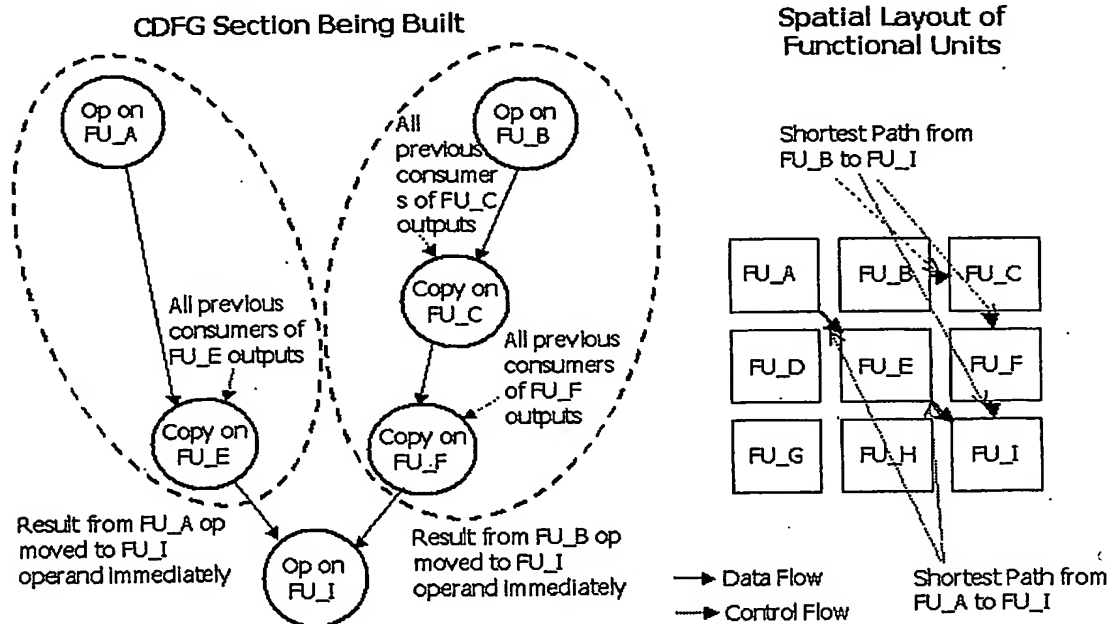 CDFG Section Being Built
Op on
FU_A
Op on
FU_B
All
previous
consumer
s of FU_C
outputs
Copy on
FU_C
All previous
consumers of
FU_E outputs
All previous
consumers
of FU_F
outputs
Copy on
FU_E
Copy on
FU_F
Result from FU_A op
moved to FU_I
operand immediately
Op on
FU_I
Result from FU_B op
moved to FU_I
operand immediately
Spatial Layout of
Functional Units
Shortest Path from
FU_B to FU_I
FU_A
FU_B
FU_C
FU_D
FU_E
FU_F
FU_G
FU_H
FU_I
Data Flow
Control Flow
Shortest Path from
FU_A to FU_I